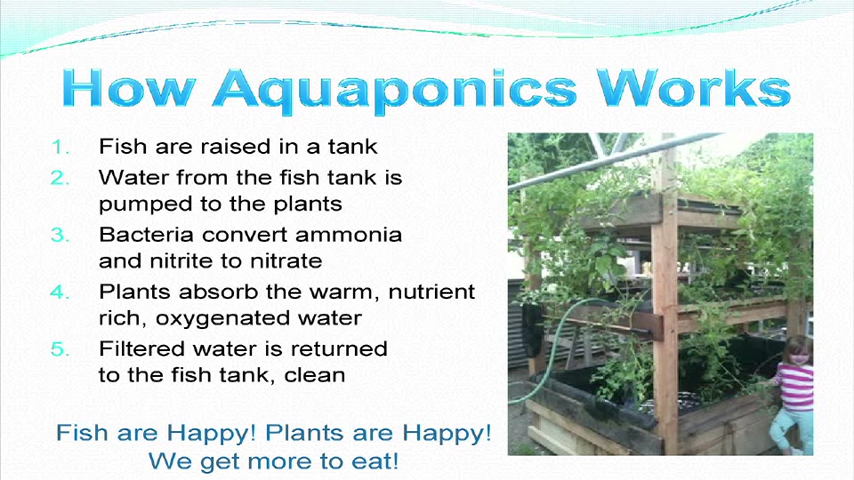 How Aquaponics Works
1. Fish are raised in a tank
2. Water from the fish tank is
pumped to the plants
3. Bacteria convert ammonia
and nitrite to nitrate
4. Plants absorb the warm, nutrient
rich, oxygenated water
5. Filtered water is returned
to the fish tank, clean
Fish are Happy! Plants are Happy!
We get more to eat!